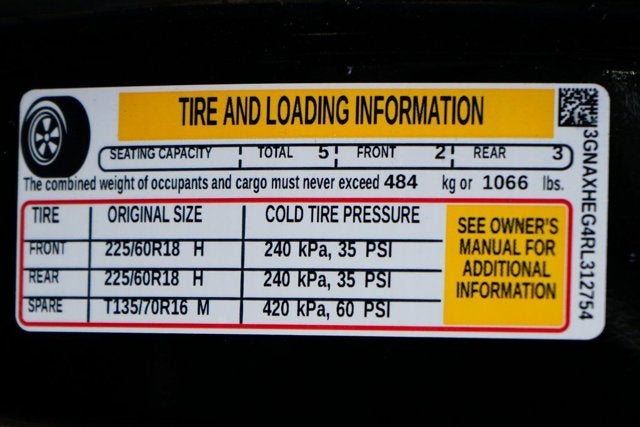 TIRE AND LOADING INFORMATION
SEATING CAPACITY TOTAL 5 FRONT 2 REAR 3
The combined weight of occupants and cargo must never exceed 484 kg or 1066 lbs.
TIRE ORIGINAL SIZE COLD TIRE PRESSURE
FRONT 225/60R18 H 240 kPa, 35 PSI
REAR 225/60R18 H 240 kPa, 35 PSI
SPARE T135/70R16 M 420 kPa, 60 PSI
SEE OWNER'S
MANUAL FOR
ADDITIONAL
INFORMATION
3GNAXHEG4RL312754